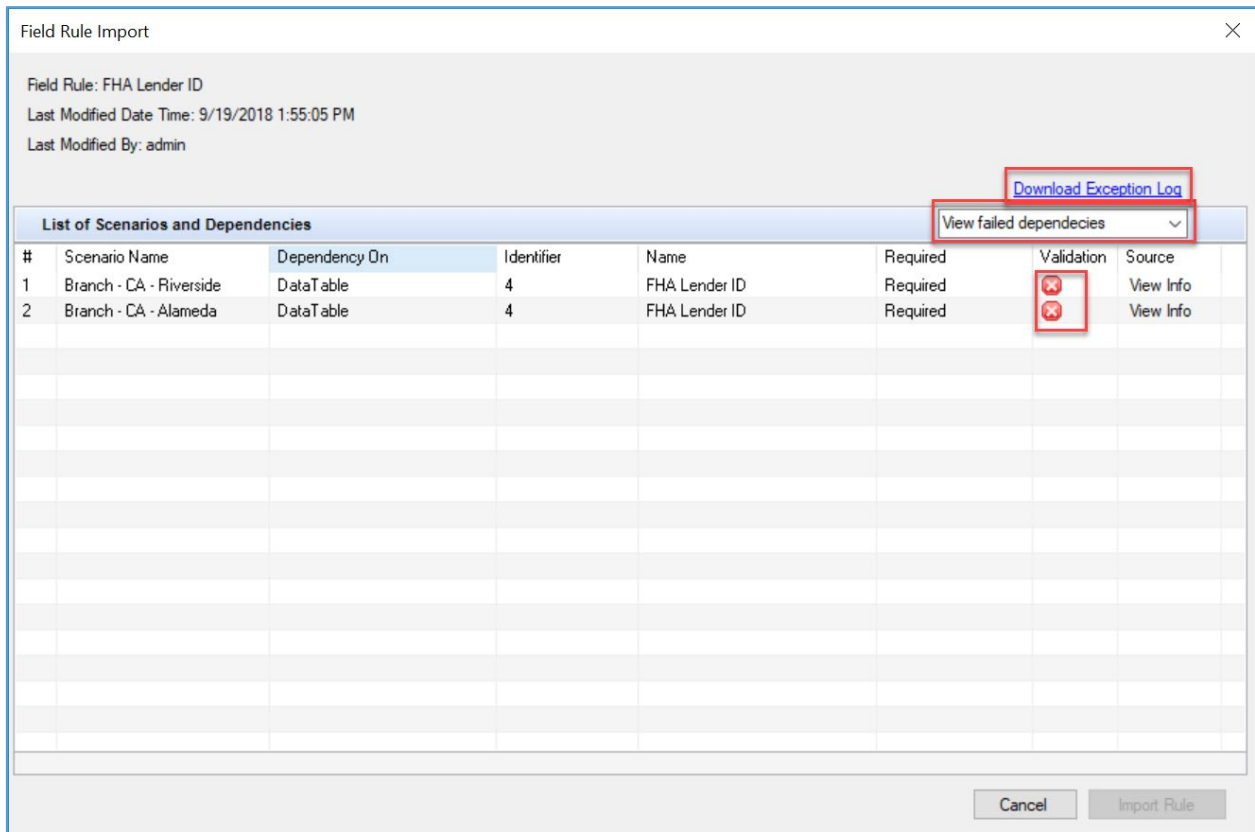 Field Rule Import
Field Rule: FHA Lender ID
Last Modified Date Time: 9/19/2018 1:55:05 PM
Last Modified By: admin
Download Exception Log
List of Scenarios and Dependencies View failed dependecies
# Scenario Name Dependency On Identifier Name Required Validation Source
1 Branch - CA - Riverside DataTable 4 FHA Lender ID Required View Info
2 Branch - CA - Alameda DataTable 4 FHA Lender ID Required View Info
Cancel Import Rule